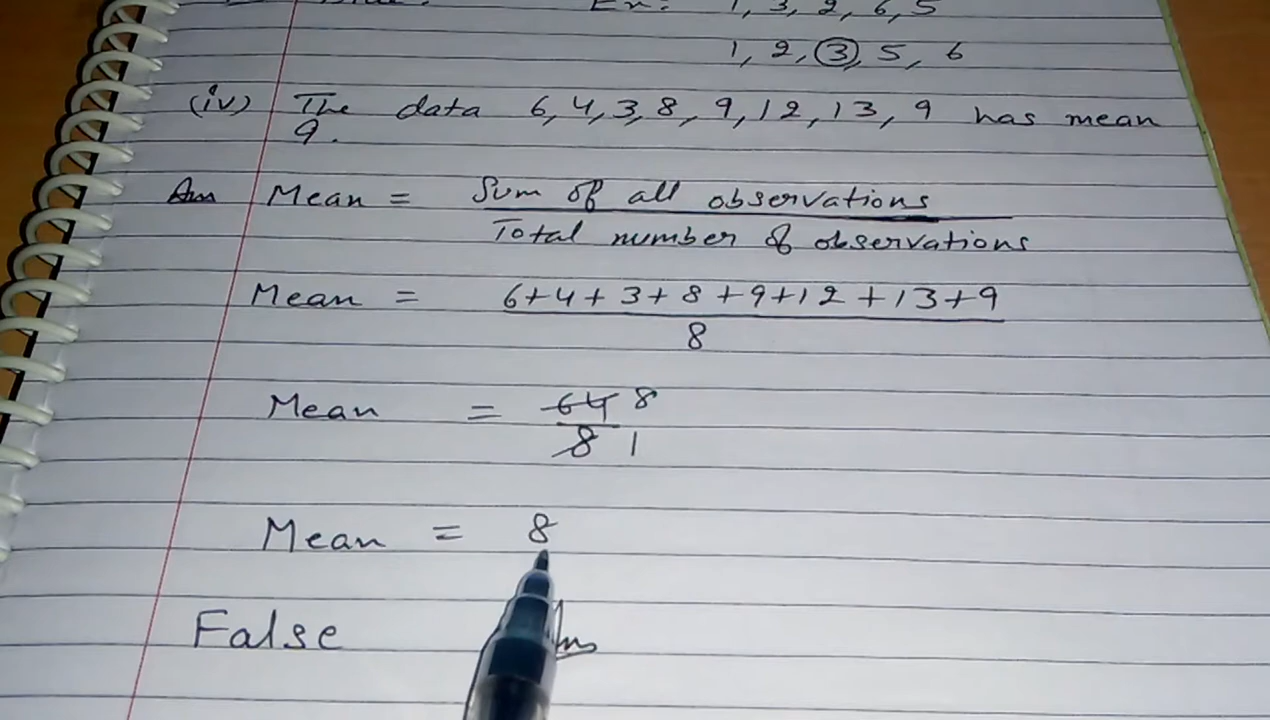 Ex: 1, 3, 2, 6, 5
1, 2, 3, 5, 6
(iv) The data 6, 4, 3, 8, 9, 12, 13, 9 has mean
9.
Ans Mean = Sum of all observations
Total number of observations
Mean = 6+4+3+8+9+12+13+9
8
Mean = 64 8
8 1
Mean = 8
False Ans